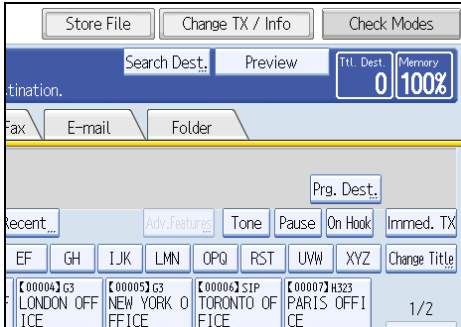 Store File Change TX / Info Check Modes
Search Dest. Preview Ttl. Dest. Memory
tination. 0 100%
Fax E-mail Folder
Prg. Dest.
Recent Adv.Features Tone Pause On Hook Immed. TX
EF GH IJK LMN OPQ RST UVW XYZ Change Title
【00004】G3 【00005】G3 【00006】SIP 【00007】H323
LONDON OFF NEW YORK O TORONTO OF PARIS OFFI 1/2
ICE FFICE FICE CE